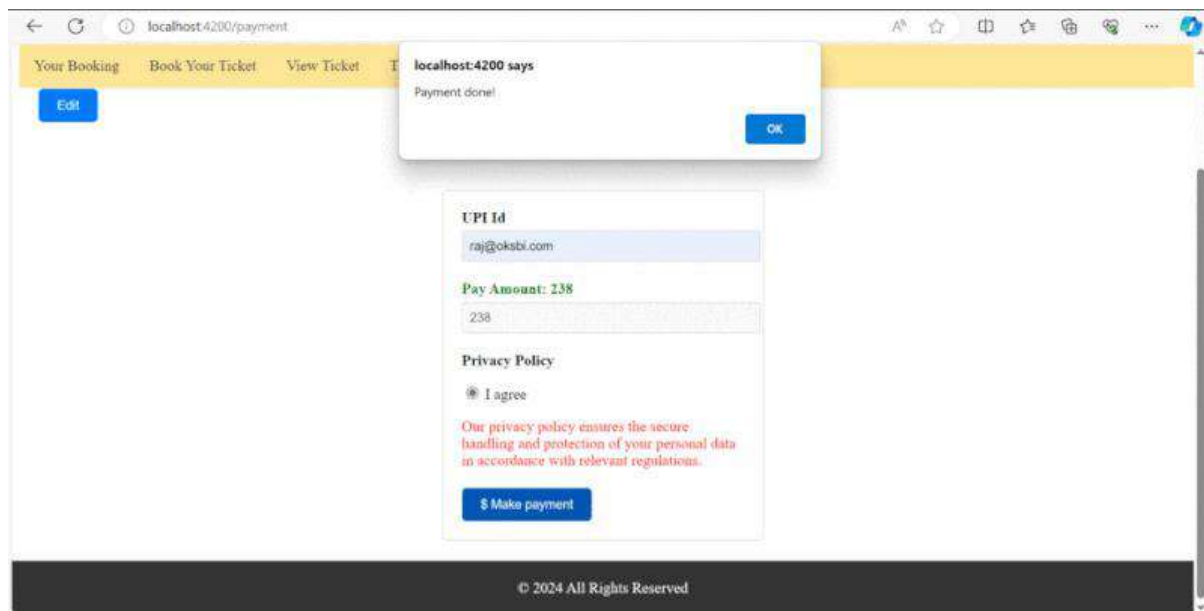 localhost:4200/payment
Your Booking Book Your Ticket View Ticket T
localhost:4200 says
Payment done!
OK
Edit
UPI Id
raj@oksbi.com
Pay Amount: 238
238
Privacy Policy
I agree
Our privacy policy ensures the secure
handling and protection of your personal data
in accordance with relevant regulations.
$ Make payment
© 2024 All Rights Reserved